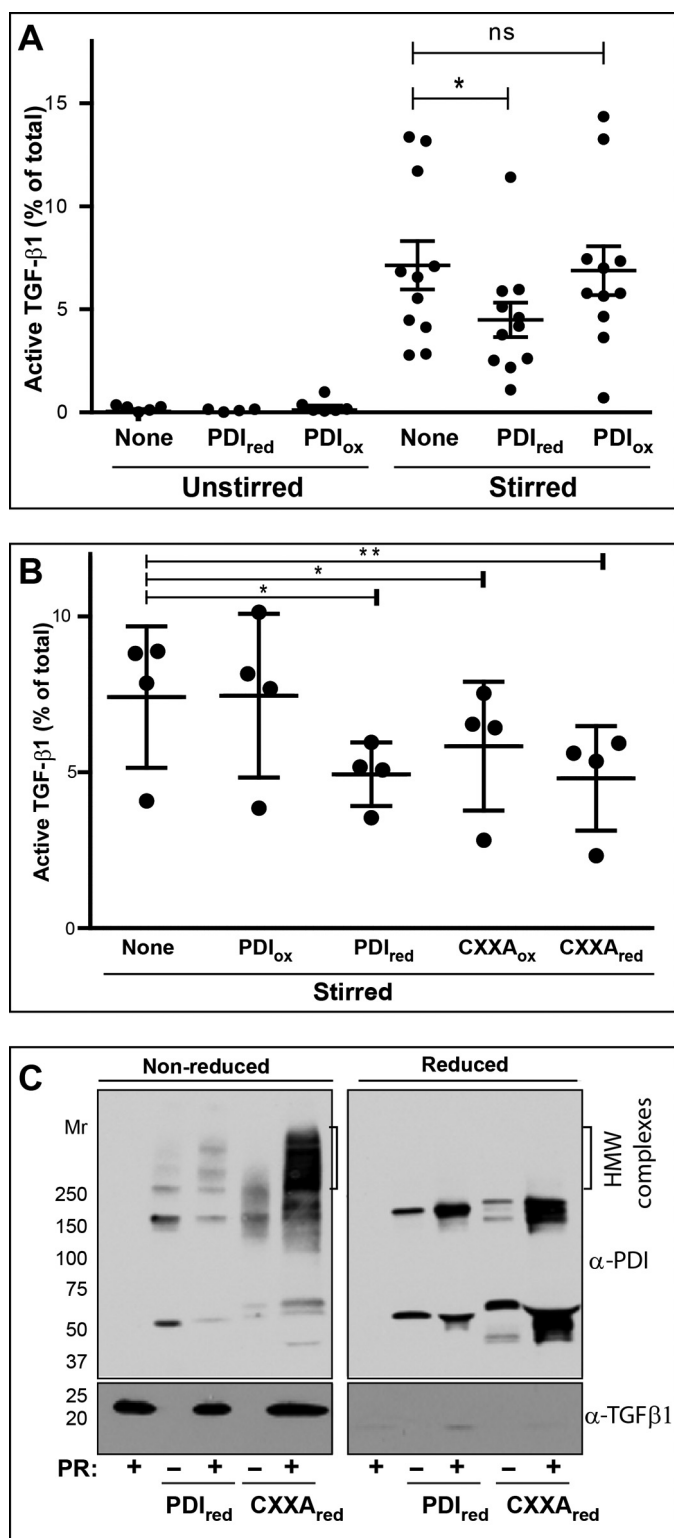 A
Active TGF-β1 (% of total)
15
10
5
0
ns
*
None PDIred PDIox None PDIred PDIox
Unstirred Stirred
B
Active TGF-β1 (% of total)
10
5
0
**
*
*
None PDIox PDIred CXXAox CXXAred
Stirred
C
Non-reduced Reduced
Mr
250
150
100
75
50
37
25
20
HMW
complexes
α-PDI
α-TGFβ1
PR: + – + – + + – + – +
PDIred CXXAred PDIred CXXAred